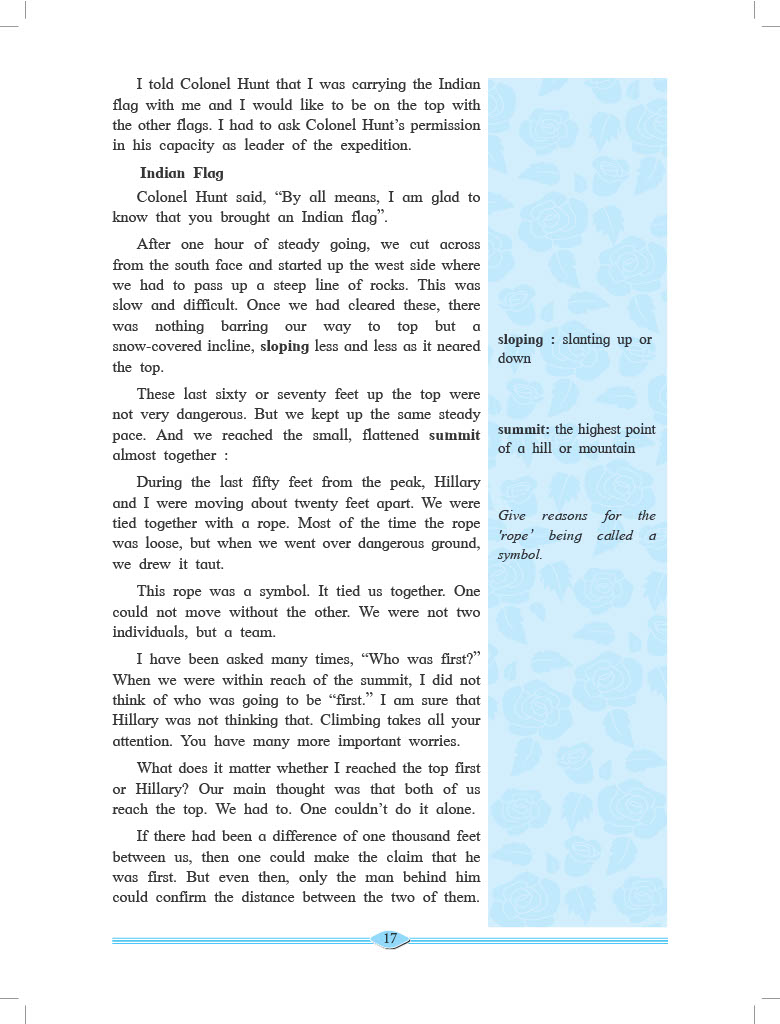 I told Colonel Hunt that I was carrying the Indian
flag with me and I would like to be on the top with
the other flags. I had to ask Colonel Hunt’s permission
in his capacity as leader of the expedition.
Indian Flag
Colonel Hunt said, “By all means, I am glad to
know that you brought an Indian flag”.
After one hour of steady going, we cut across
from the south face and started up the west side where
we had to pass up a steep line of rocks. This was
slow and difficult. Once we had cleared these, there
was nothing barring our way to top but a
snow-covered incline, sloping less and less as it neared
the top.
These last sixty or seventy feet up the top were
not very dangerous. But we kept up the same steady
pace. And we reached the small, flattened summit
almost together :
During the last fifty feet from the peak, Hillary
and I were moving about twenty feet apart. We were
tied together with a rope. Most of the time the rope
was loose, but when we went over dangerous ground,
we drew it taut.
This rope was a symbol. It tied us together. One
could not move without the other. We were not two
individuals, but a team.
I have been asked many times, “Who was first?”
When we were within reach of the summit, I did not
think of who was going to be “first.” I am sure that
Hillary was not thinking that. Climbing takes all your
attention. You have many more important worries.
What does it matter whether I reached the top first
or Hillary? Our main thought was that both of us
reach the top. We had to. One couldn’t do it alone.
If there had been a difference of one thousand feet
between us, then one could make the claim that he
was first. But even then, only the man behind him
could confirm the distance between the two of them.
sloping : slanting up or
down
summit: the highest point
of a hill or mountain
Give reasons for the
'rope’ being called a
symbol.
17